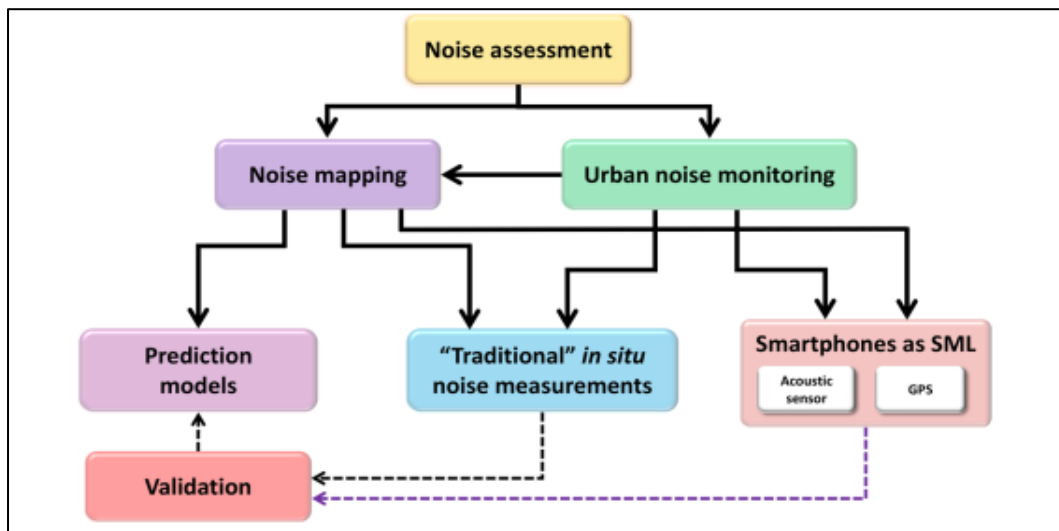 Noise assessment
Noise mapping
Urban noise monitoring
Prediction
models
“Traditional” in situ
noise measurements
Smartphones as SML
Acoustic
sensor
GPS
Validation